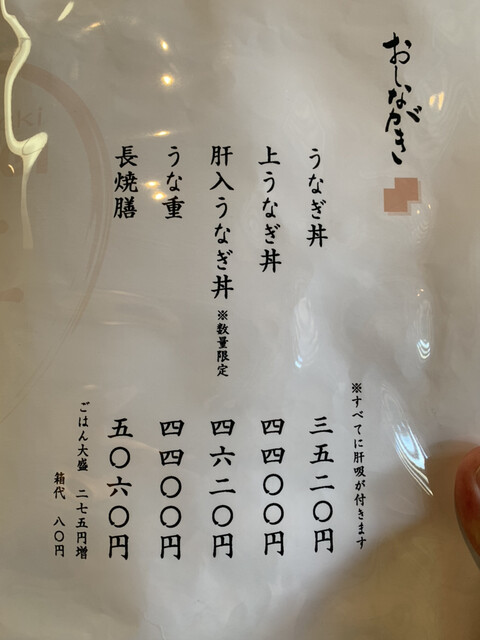 おしながき
※すべてに肝吸が付きます
うなぎ丼 三五二〇円
上うなぎ丼 四四〇〇円
肝入うなぎ丼 ※数量限定 四六二〇円
うな重 四四〇〇円
長焼膳 五〇六〇円
ごはん大盛 二七五円増
箱代 八〇円